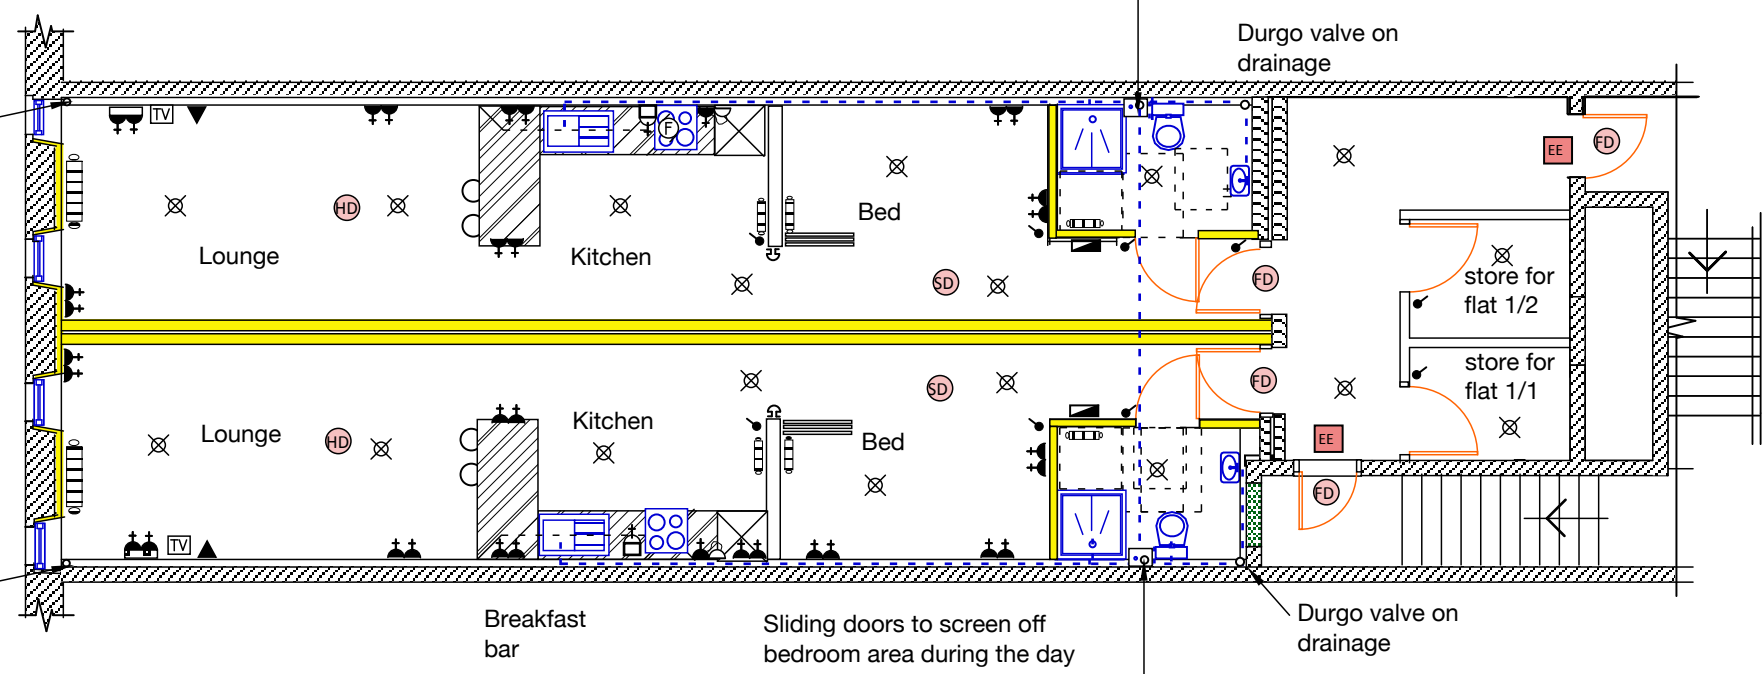 Durgo valve on
drainage
TV
F
EE
FD
HD
Lounge
Kitchen
Bed
SD
FD
store for
flat 1/2
store for
flat 1/1
Lounge
HD
Kitchen
SD
Bed
FD
EE
FD
TV
Breakfast
bar
Sliding doors to screen off
bedroom area during the day
Durgo valve on
drainage